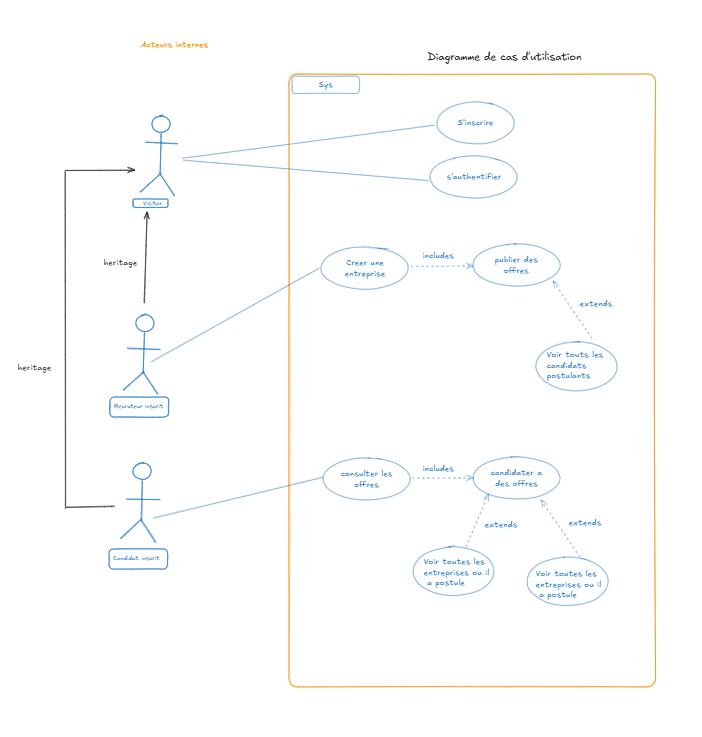 Acteurs internes
Diagramme de cas d'utilisation
Sys
S'inscrire
s'authentifier
Visitor
heritage
Creer une
entreprise
includes
publier des
offres
extends
Voir touts les
candidats
postulants
Recruteur inscrit
heritage
consulter les
offres
includes
candidater a
des offres
extends
extends
Candidat inscrit
Voir toutes les
entreprises ou il
a postule
Voir toutes les
entreprises ou il
a postule